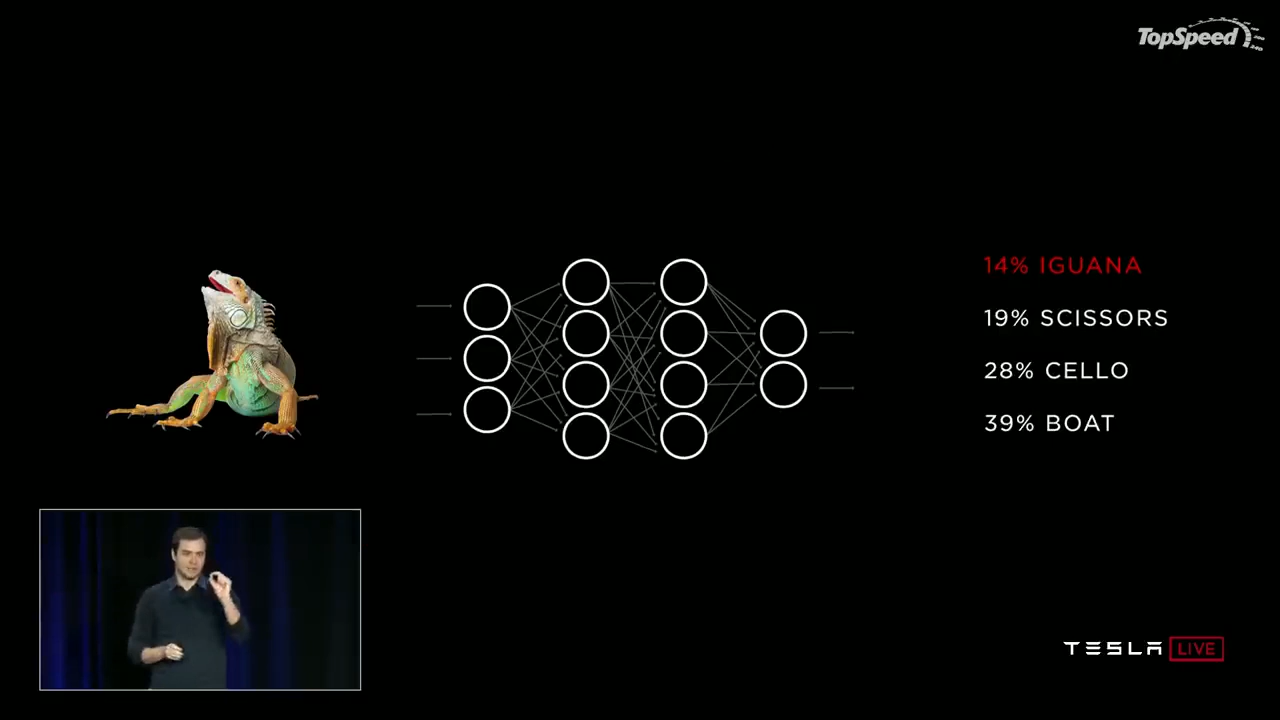 TopSpeed
14% IGUANA
19% SCISSORS
28% CELLO
39% BOAT
TESLA LIVE